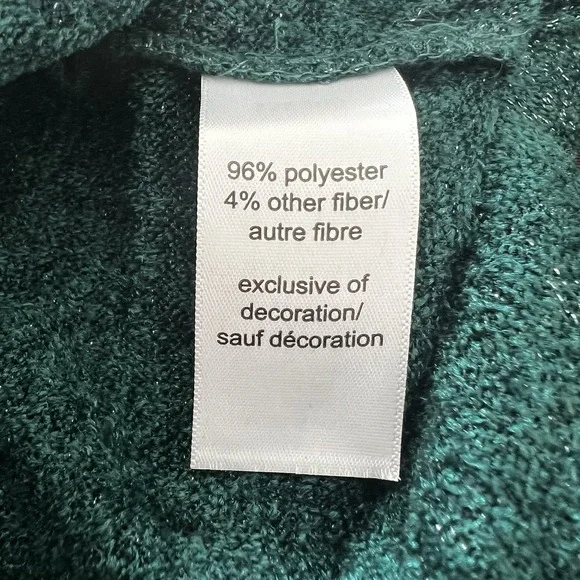 96% polyester
4% other fiber/
autre fibre
exclusive of
decoration/
sauf décoration